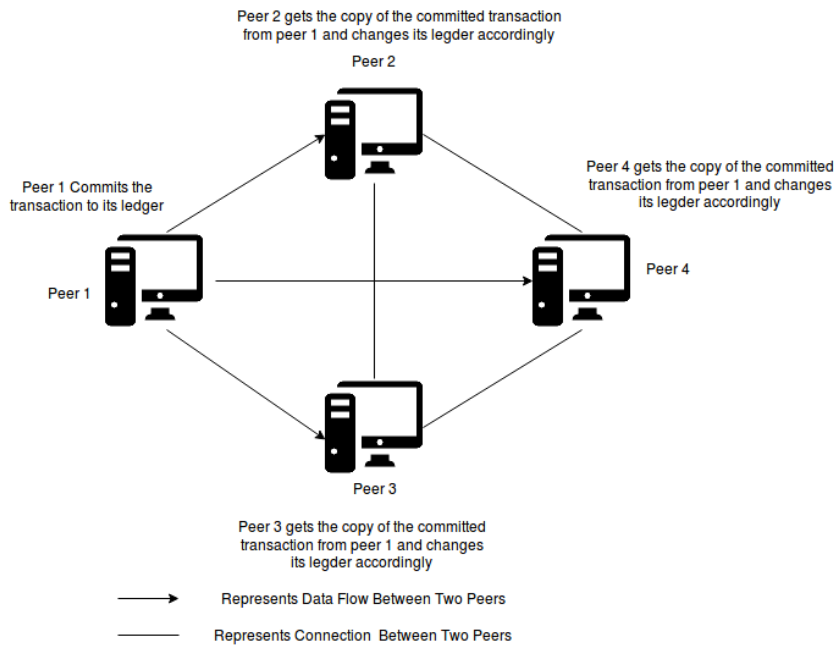 Peer 2 gets the copy of the committed transaction
from peer 1 and changes its legder accordingly
Peer 2
Peer 1 Commits the
transaction to its ledger
Peer 4 gets the copy of the committed
transaction from peer 1 and changes
its legder accordingly
Peer 1
Peer 4
Peer 3
Peer 3 gets the copy of the committed
transaction from peer 1 and changes
its legder accordingly
Represents Data Flow Between Two Peers
Represents Connection Between Two Peers